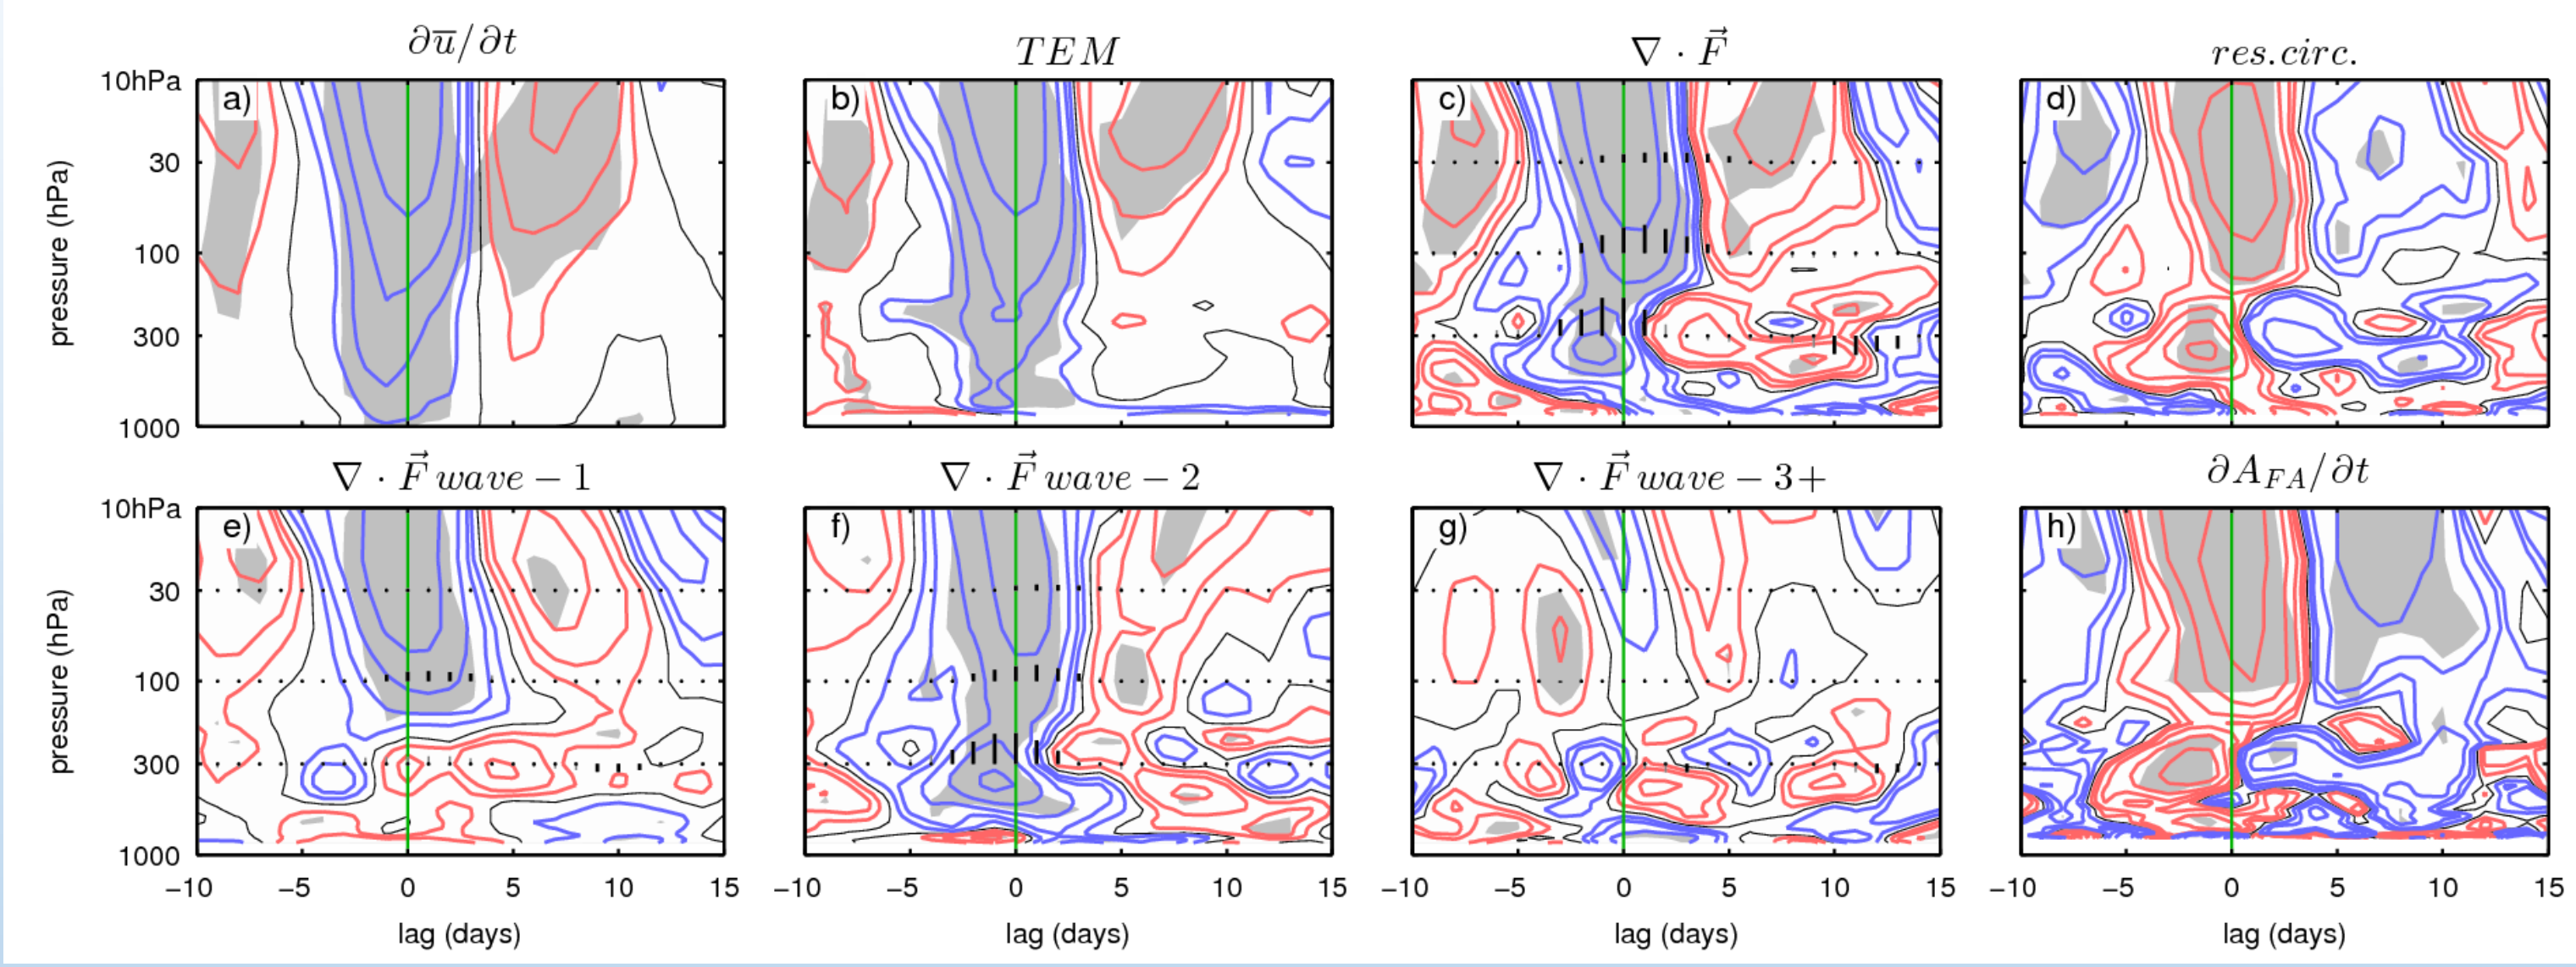 ∂u̅/∂t
TEM
∇ · F⃗
res.circ.
10hPa
30
100
300
1000
pressure (hPa)
a)
b)
c)
d)
∇ · F⃗ wave − 1
∇ · F⃗ wave − 2
∇ · F⃗ wave − 3+
∂A_FA/∂t
10hPa
30
100
300
1000
pressure (hPa)
e)
f)
g)
h)
−10 −5 0 5 10 15
−10 −5 0 5 10 15
−10 −5 0 5 10 15
−10 −5 0 5 10 15
lag (days)
lag (days)
lag (days)
lag (days)